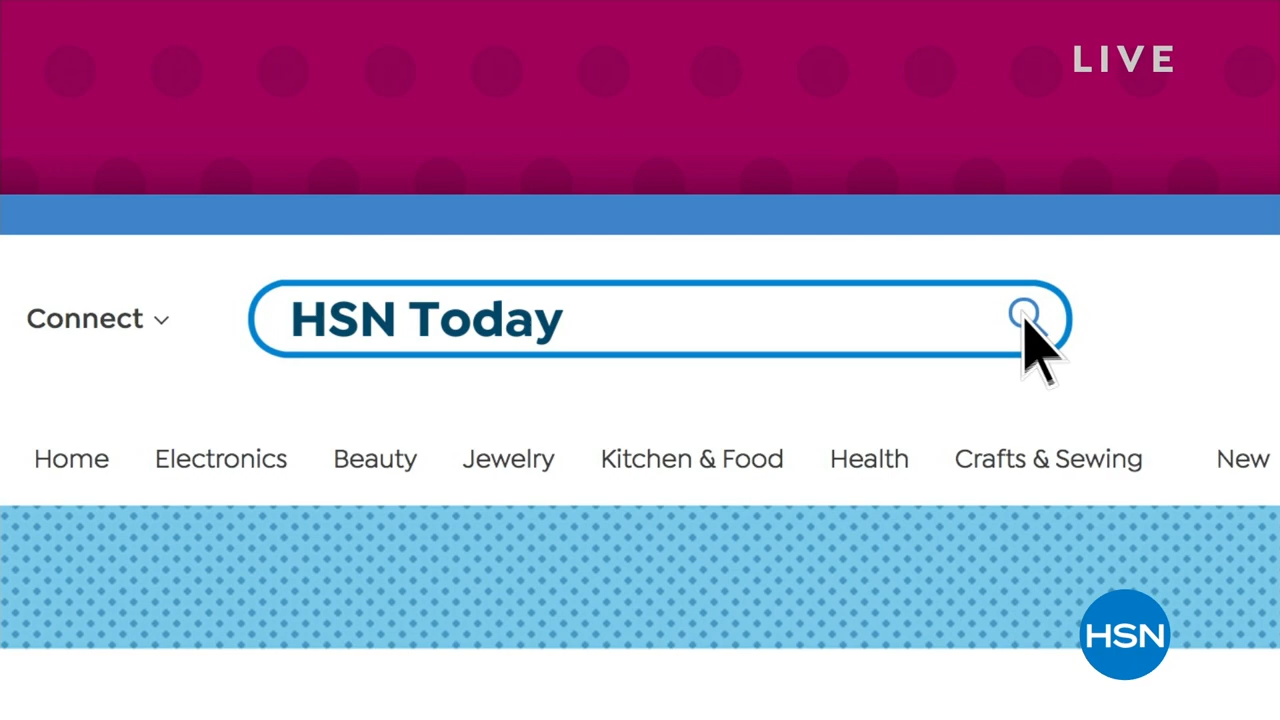 LIVE
Connect
HSN Today
Home Electronics Beauty Jewelry Kitchen & Food Health Crafts & Sewing New
HSN